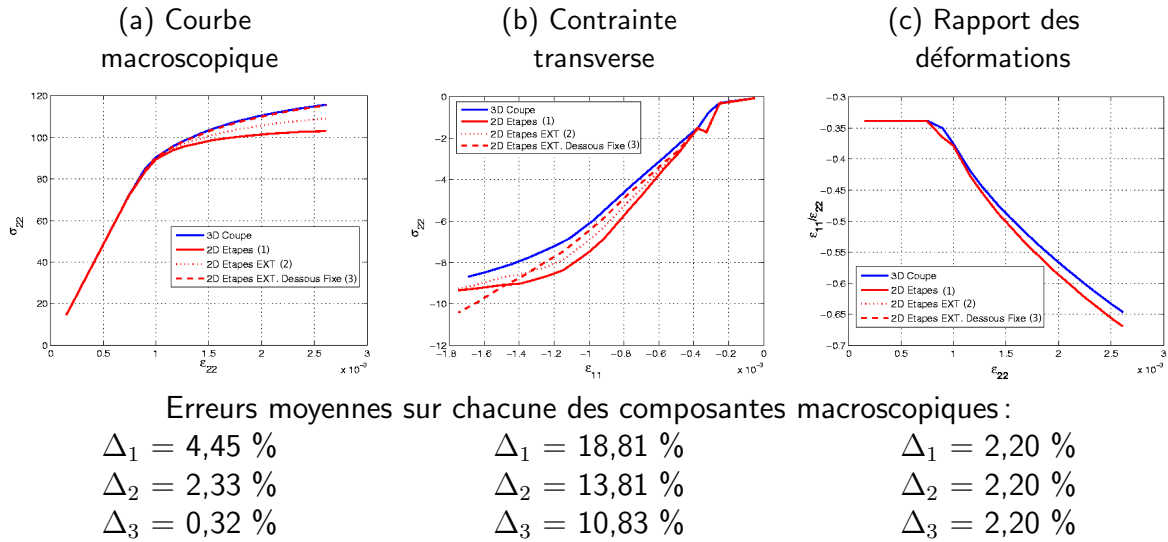 (a) Courbe
macroscopique
(b) Contrainte
transverse
(c) Rapport des
déformations
120
100
80
60
40
20
0
σ22
3D Coupe
2D Etapes (1)
2D Etapes EXT (2)
2D Etapes EXT. Dessous Fixe (3)
0 0.5 1 1.5 2 2.5 3
ε22
x 10⁻³
0
−2
−4
−6
−8
−10
−12
σ22
3D Coupe
2D Etapes (1)
2D Etapes EXT (2)
2D Etapes EXT. Dessous Fixe (3)
−1.8 −1.6 −1.4 −1.2 −1 −0.8 −0.6 −0.4 −0.2 0
ε11
x 10⁻³
−0.3
−0.35
−0.4
−0.45
−0.5
−0.55
−0.6
−0.65
−0.7
ε11/ε22
3D Coupe
2D Etapes (1)
2D Etapes EXT (2)
2D Etapes EXT. Dessous Fixe (3)
0 0.5 1 1.5 2 2.5 3
ε22
x 10⁻³
Erreurs moyennes sur chacune des composantes macroscopiques :
Δ1 = 4,45 % Δ1 = 18,81 % Δ1 = 2,20 %
Δ2 = 2,33 % Δ2 = 13,81 % Δ2 = 2,20 %
Δ3 = 0,32 % Δ3 = 10,83 % Δ3 = 2,20 %